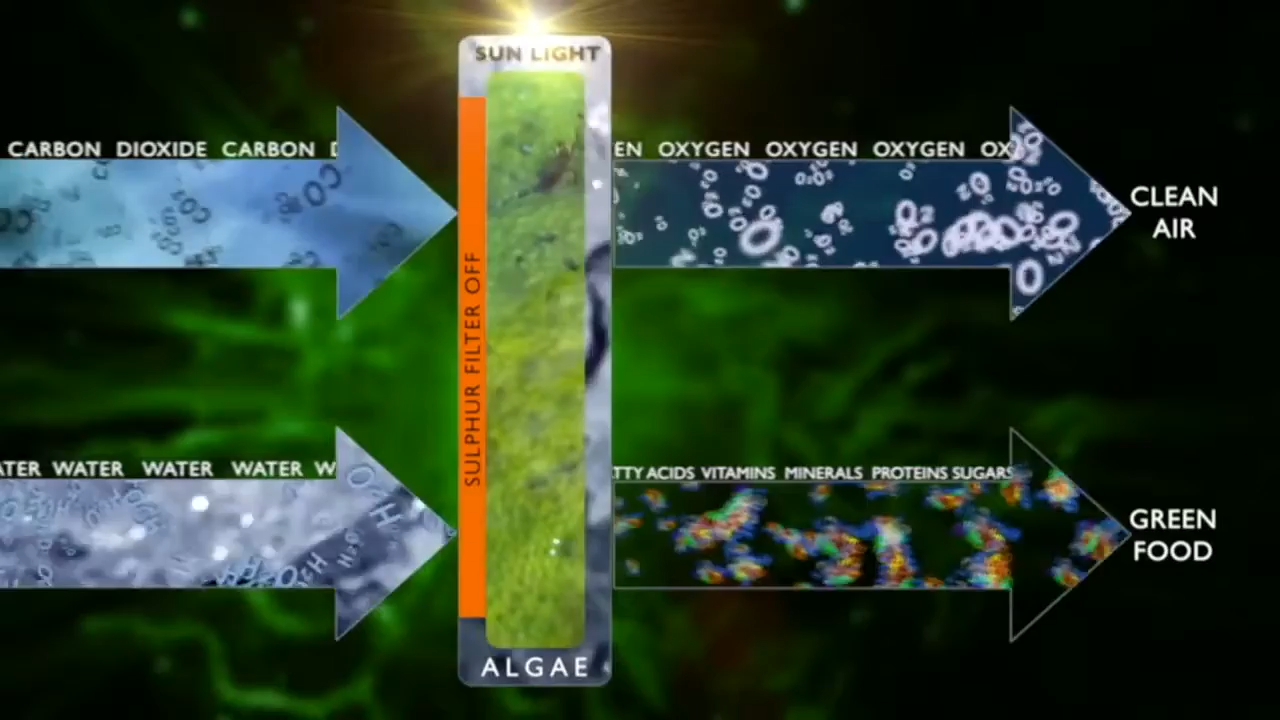 SUN LIGHT
CARBON DIOXIDE CARBON
OXYGEN OXYGEN OXYGEN
CLEAN
AIR
SULPHUR FILTER OFF
WATER WATER WATER
VITAMINS MINERALS PROTEINS SUGARS
GREEN
FOOD
ALGAE